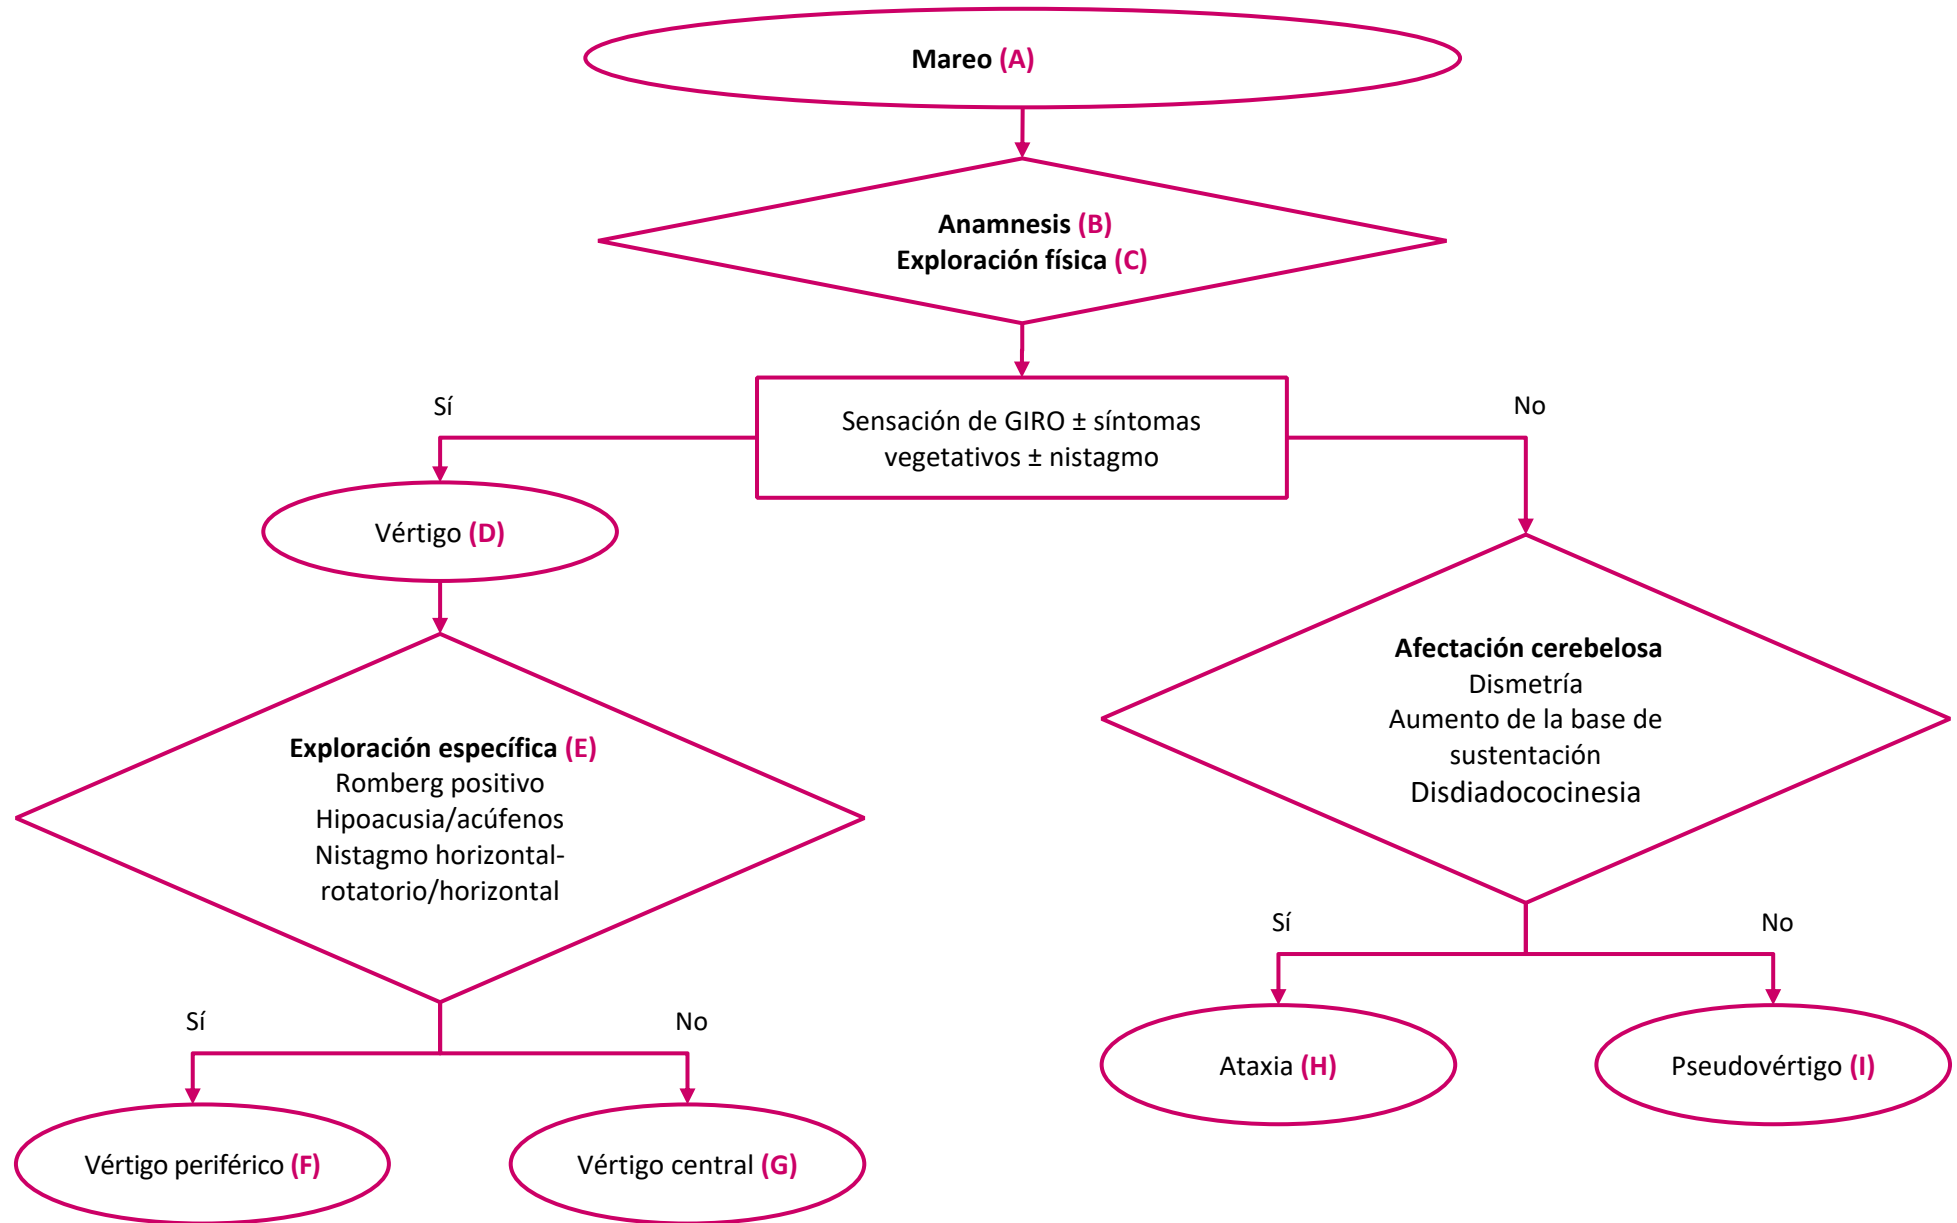 Mareo (A)
Anamnesis (B)
Exploración física (C)
Sí
No
Sensación de GIRO ± síntomas
vegetativos ± nistagmo
Vértigo (D)
Afectación cerebelosa
Dismetría
Aumento de la base de
sustentación
Disdiadococinesia
Exploración específica (E)
Romberg positivo
Hipoacusia/acúfenos
Nistagmo horizontal-
rotatorio/horizontal
Sí
No
Sí
No
Ataxia (H)
Pseudovértigo (I)
Vértigo periférico (F)
Vértigo central (G)